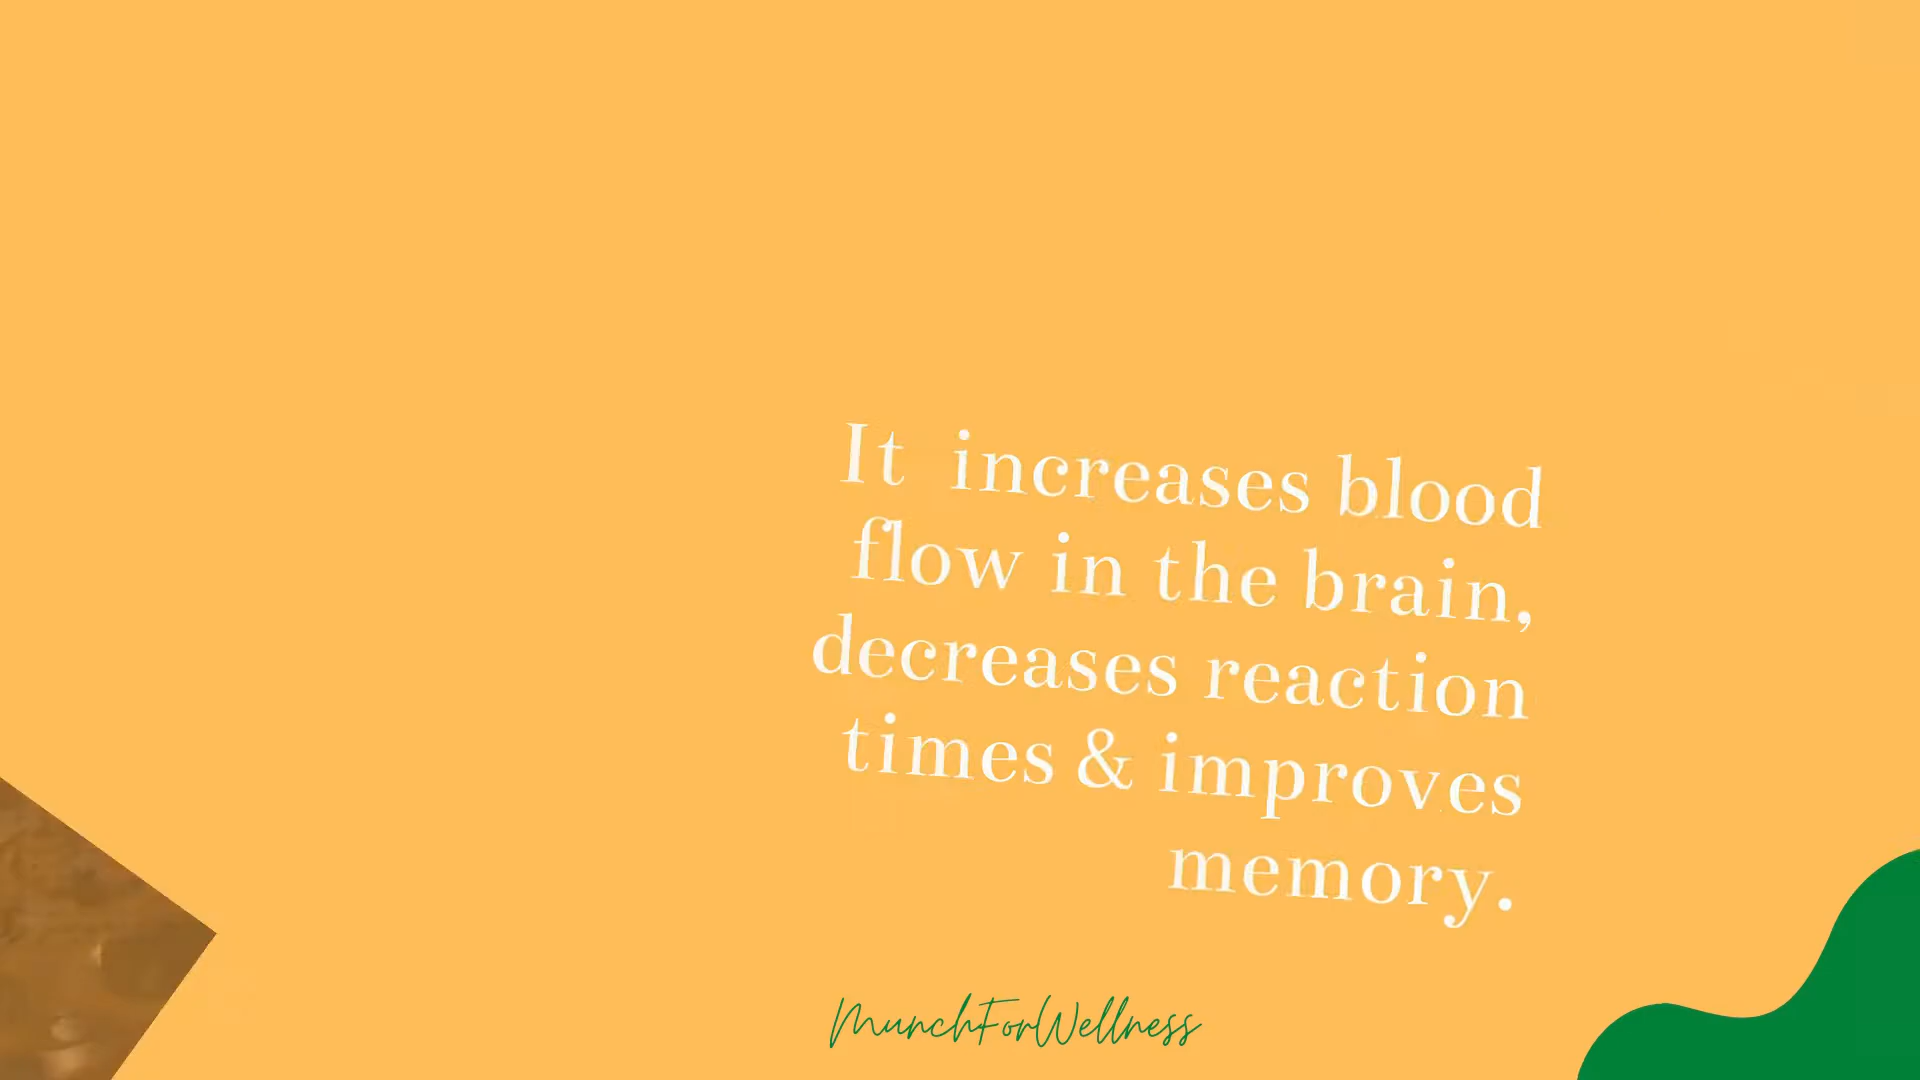 It  increases blood
flow in the brain,
decreases reaction
times & improves
memory.
MunchForWellness